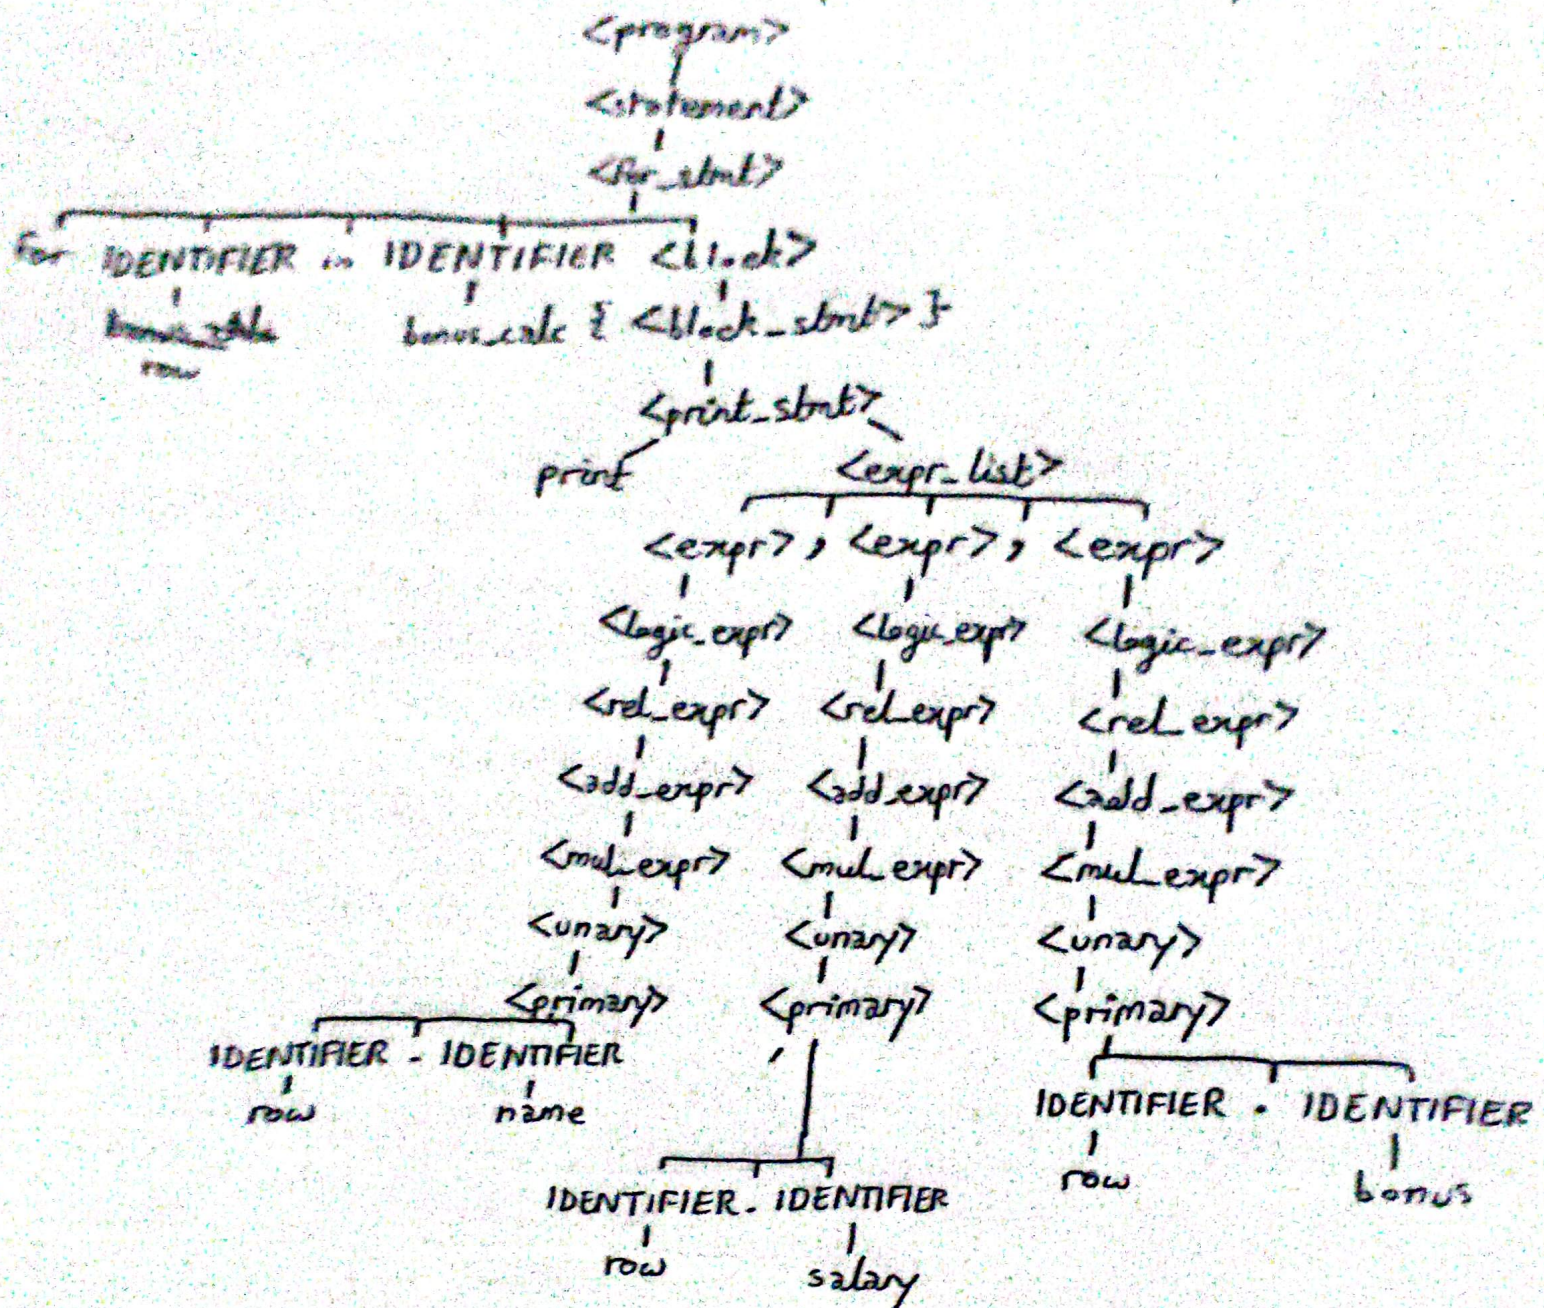 <program>
<statement>
<for_stmt>
for IDENTIFIER in IDENTIFIER <block>
bonus_calc { <block_stmt> }
row
<print_stmt>
print <expr_list>
<expr> , <expr> , <expr>
<logic_expr> <logic_expr> <logic_expr>
<rel_expr> <rel_expr> <rel_expr>
<add_expr> <add_expr> <add_expr>
<mul_expr> <mul_expr> <mul_expr>
<unary> <unary> <unary>
<primary> <primary> <primary>
IDENTIFIER . IDENTIFIER
row name
IDENTIFIER . IDENTIFIER
row bonus
IDENTIFIER . IDENTIFIER
row salary